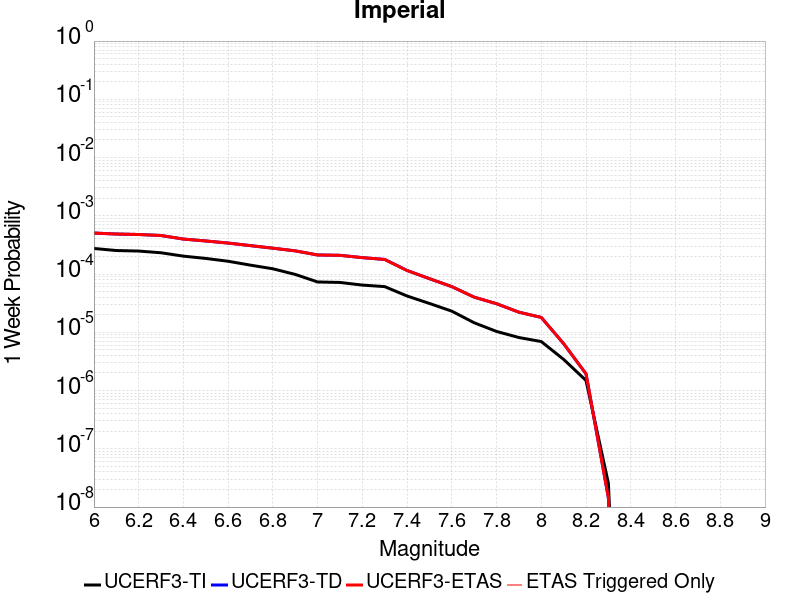 Imperial
10^0
10^-1
10^-2
10^-3
10^-4
10^-5
10^-6
10^-7
10^-8
1 Week Probability
6 6.2 6.4 6.6 6.8 7 7.2 7.4 7.6 7.8 8 8.2 8.4 8.6 8.8 9
Magnitude
UCERF3-TI UCERF3-TD UCERF3-ETAS ETAS Triggered Only